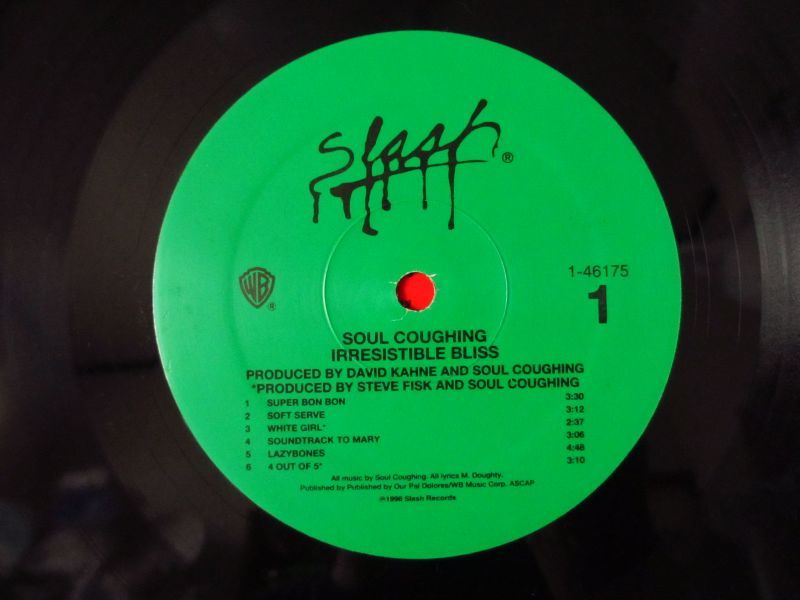 Slash®
WB®
1-46175
1
SOUL COUGHING
IRRESISTIBLE BLISS
PRODUCED BY DAVID KAHNE AND SOUL COUGHING
*PRODUCED BY STEVE FISK AND SOUL COUGHING
1 SUPER BON BON 3:30
2 SOFT SERVE 3:12
3 WHITE GIRL* 2:37
4 SOUNDTRACK TO MARY 3:06
5 LAZYBONES 4:48
6 4 OUT OF 5* 3:10
All music by Soul Coughing. All lyrics M. Doughty.
Published by Published by Our Pal Dolores/WB Music Corp. ASCAP
℗1996 Slash Records